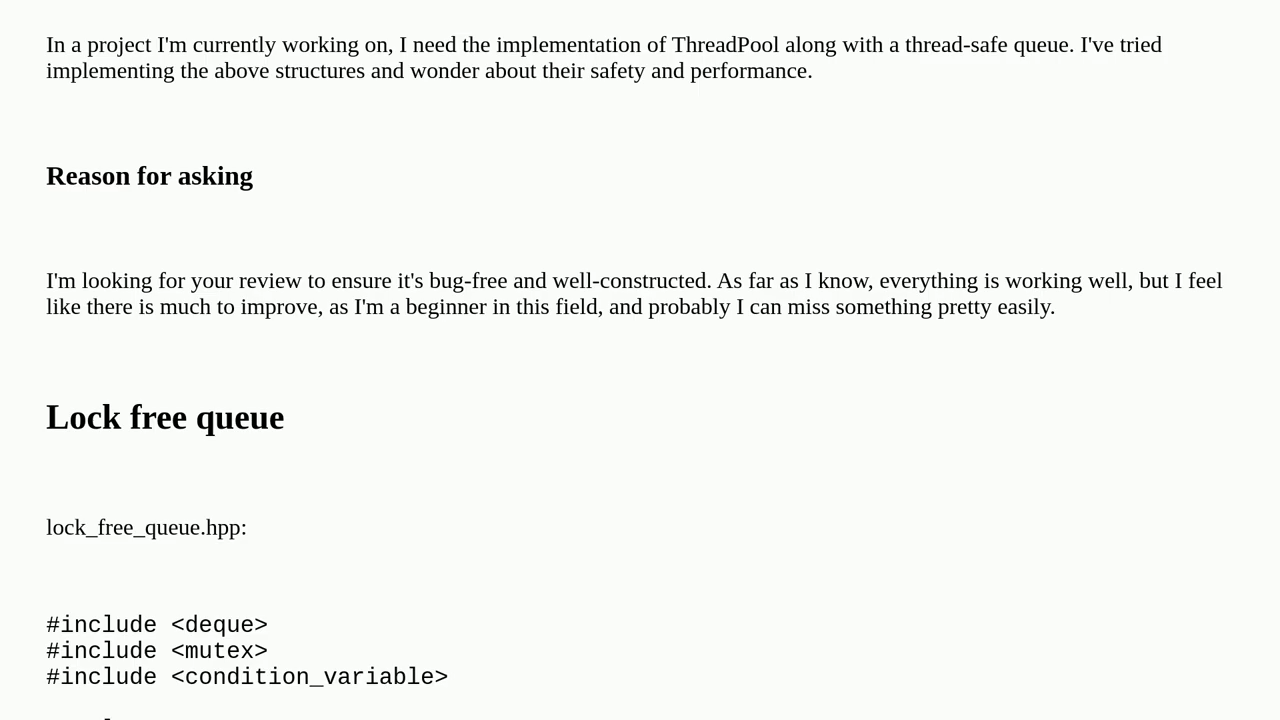 In a project I'm currently working on, I need the implementation of ThreadPool along with a thread-safe queue. I've tried
implementing the above structures and wonder about their safety and performance.
Reason for asking
I'm looking for your review to ensure it's bug-free and well-constructed. As far as I know, everything is working well, but I feel
like there is much to improve, as I'm a beginner in this field, and probably I can miss something pretty easily.
Lock free queue
lock_free_queue.hpp:
#include <deque>
#include <mutex>
#include <condition_variable>